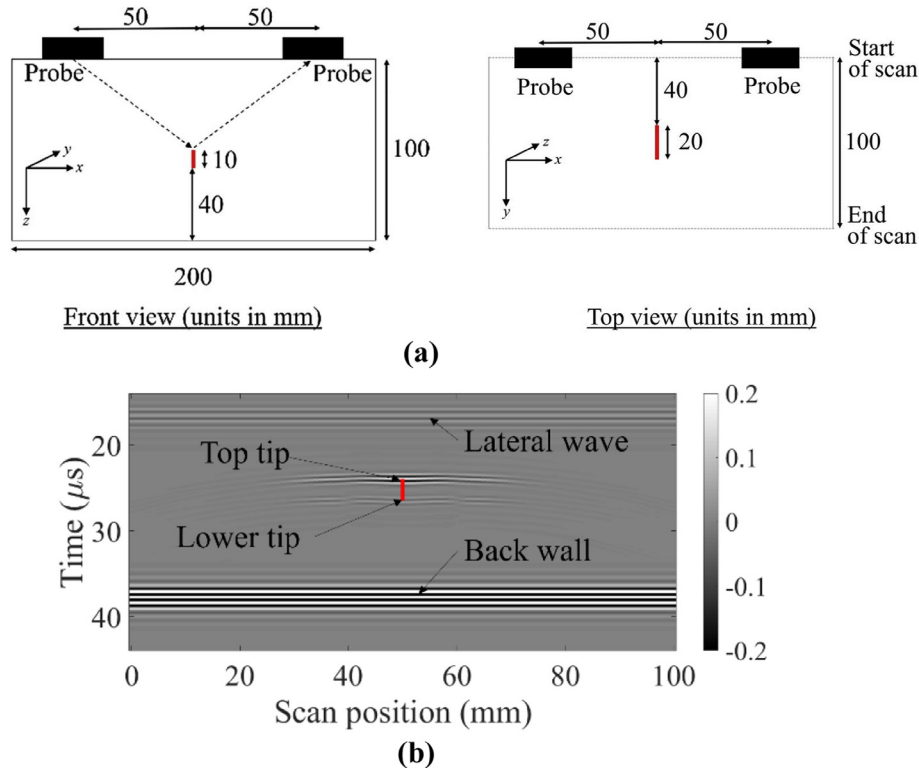 50
50
Probe
Probe
y
x
z
10
40
100
200
Front view (units in mm)
50
50
Start
of scan
Probe
Probe
40
20
100
z
x
y
End
of scan
Top view (units in mm)
(a)
Time (μs)
20
30
40
Top tip
Lateral wave
Lower tip
Back wall
0.2
0.1
0
-0.1
-0.2
0
20
40
60
80
100
Scan position (mm)
(b)